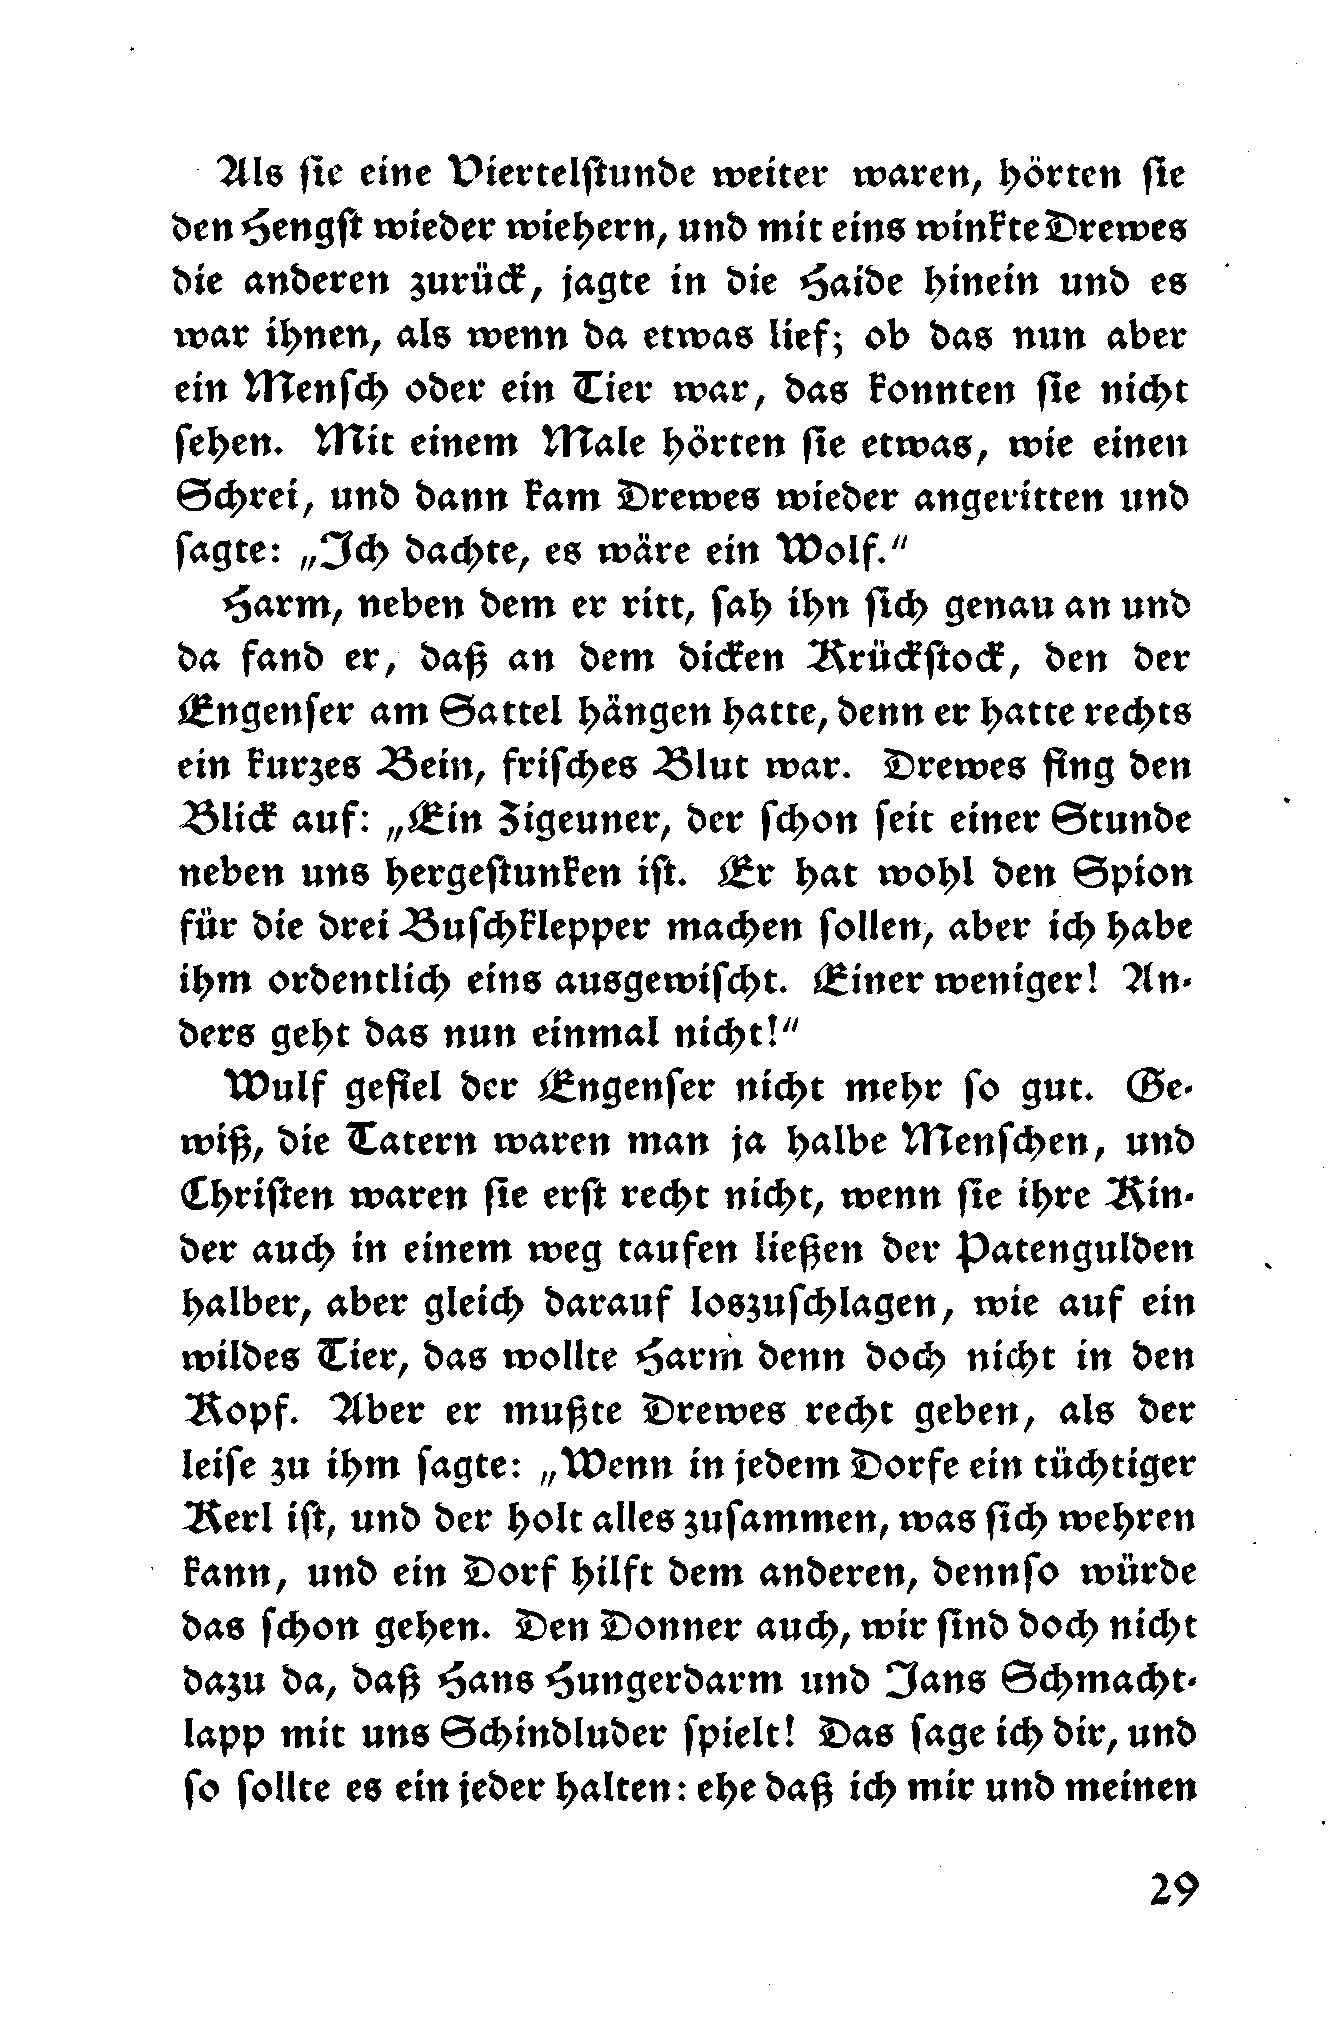 Als sie eine Viertelstunde weiter waren, hörten sie
den Hengst wieder wiehern, und mit eins winkte Drewes
die anderen zurück, jagte in die Haide hinein und es
war ihnen, als wenn da etwas lief; ob das nun aber
ein Mensch oder ein Tier war, das konnten sie nicht
sehen. Mit einem Male hörten sie etwas, wie einen
Schrei, und dann kam Drewes wieder angeritten und
sagte: „Ich dachte, es wäre ein Wolf.“
Harm, neben dem er ritt, sah ihn sich genau an und
da fand er, daß an dem dicken Krückstock, den der
Engenser am Sattel hängen hatte, denn er hatte rechts
ein kurzes Bein, frisches Blut war. Drewes fing den
Blick auf: „Ein Zigeuner, der schon seit einer Stunde
neben uns hergestunken ist. Er hat wohl den Spion
für die drei Buschklepper machen sollen, aber ich habe
ihm ordentlich eins ausgewischt. Einer weniger! An-
ders geht das nun einmal nicht!“
Wulf gefiel der Engenser nicht mehr so gut. Ge-
wiß, die Tatern waren man ja halbe Menschen, und
Christen waren sie erst recht nicht, wenn sie ihre Kin-
der auch in einem weg taufen ließen der Patengulden
halber, aber gleich darauf loszuschlagen, wie auf ein
wildes Tier, das wollte Harm denn doch nicht in den
Kopf. Aber er mußte Drewes recht geben, als der
leise zu ihm sagte: „Wenn in jedem Dorfe ein tüchtiger
Kerl ist, und der holt alles zusammen, was sich wehren
kann, und ein Dorf hilft dem anderen, dennso würde
das schon gehen. Den Donner auch, wir sind doch nicht
dazu da, daß Hans Hungerdarm und Jans Schmacht-
lapp mit uns Schindluder spielt! Das sage ich dir, und
so sollte es ein jeder halten: ehe daß ich mir und meinen
29